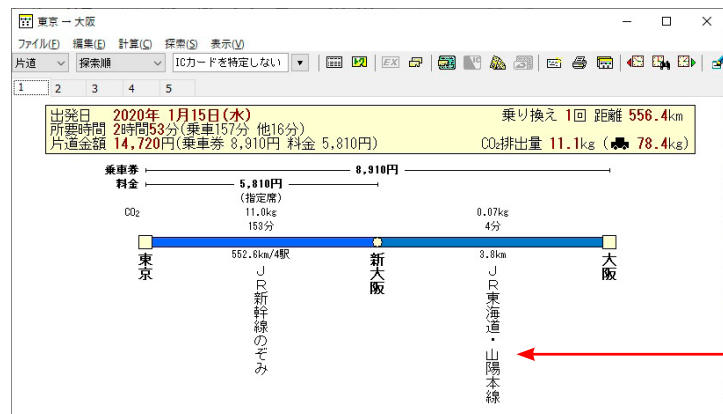 東京 → 大阪
ファイル(F) 編集(E) 計算(C) 探索(S) 表示(V)
片道 探索順 ICカードを特定しない EX
1 2 3 4 5
出発日 2020年 1月15日(水) 乗り換え 1回 距離 556.4km
所要時間 2時間53分(乗車157分 他16分)
片道金額 14,720円(乗車券 8,910円 料金 5,810円) CO₂排出量 11.1kg ( 78.4kg)
乗車券 8,910円
料金 5,810円
(指定席)
CO₂ 11.0kg 0.07kg
153分 4分
552.6km/4駅 3.8km
東京
JR新幹線のぞみ
新大阪
JR東海道・山陽本線
大阪